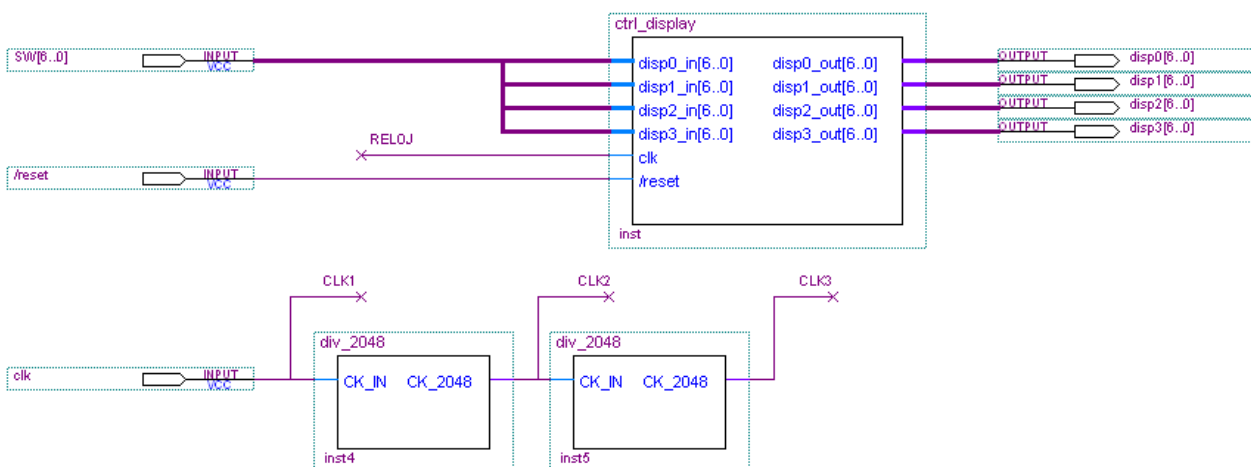 ctrl_display
SW[6..0] INPUT VCC
disp0_in[6..0] disp0_out[6..0] OUTPUT disp0[6..0]
disp1_in[6..0] disp1_out[6..0] OUTPUT disp1[6..0]
disp2_in[6..0] disp2_out[6..0] OUTPUT disp2[6..0]
disp3_in[6..0] disp3_out[6..0] OUTPUT disp3[6..0]
RELOJ
clk
/reset INPUT VCC
/reset
inst
CLK1 CLK2 CLK3
div_2048 div_2048
clk INPUT VCC
CK_IN CK_2048 CK_IN CK_2048
inst4 inst5